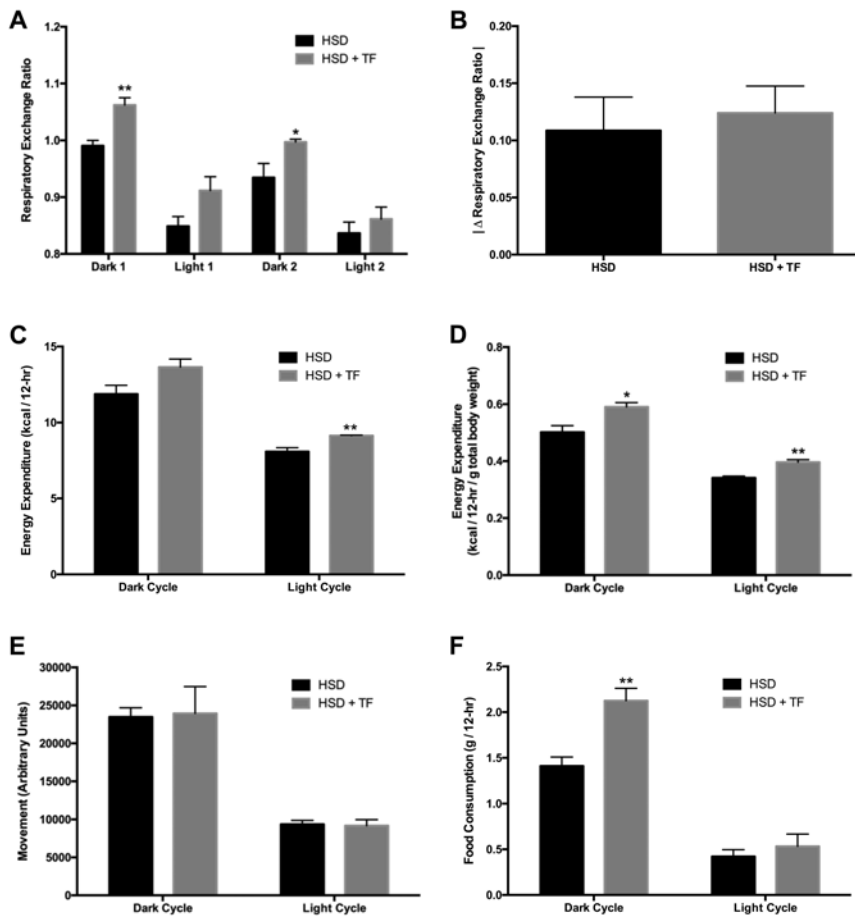 A
Respiratory Exchange Ratio
1.2
1.1
1.0
0.9
0.8
HSD
HSD + TF
**
*
Dark 1
Light 1
Dark 2
Light 2
B
| Δ Respiratory Exchange Ratio |
0.20
0.15
0.10
0.05
0.00
HSD
HSD + TF
C
Energy Expenditure (kcal / 12-hr)
15
10
5
0
HSD
HSD + TF
**
Dark Cycle
Light Cycle
D
Energy Expenditure
(kcal / 12-hr / g total body weight)
0.8
0.6
0.4
0.2
0.0
HSD
HSD + TF
*
**
Dark Cycle
Light Cycle
E
Movement (Arbitrary Units)
30000
25000
20000
15000
10000
5000
0
HSD
HSD + TF
Dark Cycle
Light Cycle
F
Food Consumption (g / 12-hr)
2.5
2.0
1.5
1.0
0.5
0.0
HSD
HSD + TF
**
Dark Cycle
Light Cycle